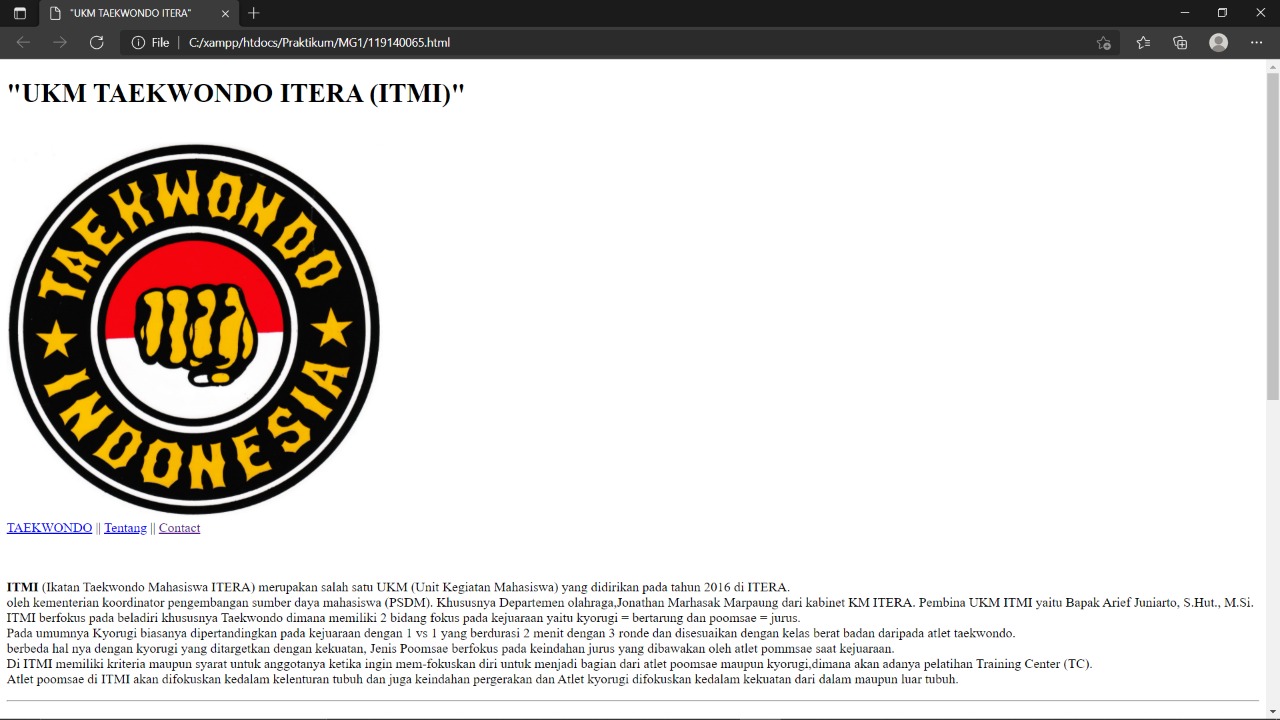 "UKM TAEKWONDO ITERA"
File
C:/xampp/htdocs/Praktikum/MG1/119140065.html
"UKM TAEKWONDO ITERA (ITMI)"
TAEKWONDO
INDONESIA
TAEKWONDO || Tentang || Contact
ITMI (Ikatan Taekwondo Mahasiswa ITERA) merupakan salah satu UKM (Unit Kegiatan Mahasiswa) yang didirikan pada tahun 2016 di ITERA.
oleh kementerian koordinator pengembangan sumber daya mahasiswa (PSDM). Khususnya Departemen olahraga,Jonathan Marhasak Marpaung dari kabinet KM ITERA. Pembina UKM ITMI yaitu Bapak Arief Juniarto, S.Hut., M.Si.
ITMI berfokus pada beladiri khususnya Taekwondo dimana memiliki 2 bidang fokus pada kejuaraan yaitu kyorugi = bertarung dan poomsae = jurus.
Pada umumnya Kyorugi biasanya dipertandingkan pada kejuaraan dengan 1 vs 1 yang berdurasi 2 menit dengan 3 ronde dan disesuaikan dengan kelas berat badan daripada atlet taekwondo.
berbeda hal nya dengan kyorugi yang ditargetkan dengan kekuatan, Jenis Poomsae berfokus pada keindahan jurus yang dibawakan oleh atlet pommsae saat kejuaraan.
Di ITMI memiliki kriteria maupun syarat untuk anggotanya ketika ingin mem-fokuskan diri untuk menjadi bagian dari atlet poomsae maupun kyorugi,dimana akan adanya pelatihan Training Center (TC).
Atlet poomsae di ITMI akan difokuskan kedalam kelenturan tubuh dan juga keindahan pergerakan dan Atlet kyorugi difokuskan kedalam kekuatan dari dalam maupun luar tubuh.